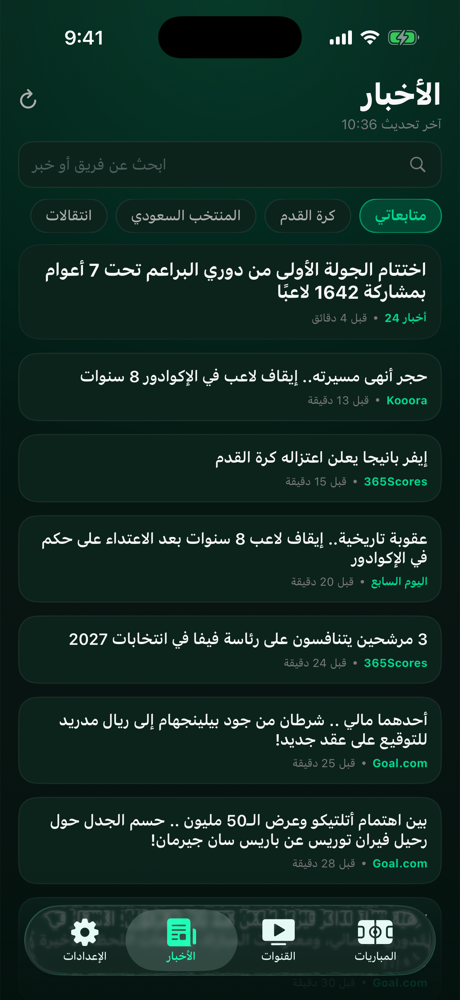 9:41
الأخبار
آخر تحديث 10:36
ابحث عن فريق أو خبر
متابعاتي
كرة القدم
المنتخب السعودي
انتقالات
اختتام الجولة الأولى من دوري البراعم تحت 7 أعوام
بمشاركة 1642 لاعبًا
أخبار 24 • قبل 4 دقائق
حجر أنهى مسيرته.. إيقاف لاعب في الإكوادور 8 سنوات
Kooora • قبل 13 دقيقة
إيفر بانيجا يعلن اعتزاله كرة القدم
365Scores • قبل 15 دقيقة
عقوبة تاريخية.. إيقاف لاعب 8 سنوات بعد الاعتداء على حكم
في الإكوادور
اليوم السابع • قبل 20 دقيقة
3 مرشحين يتنافسون على رئاسة فيفا في انتخابات 2027
365Scores • قبل 24 دقيقة
أحدهما مالي .. شرطان من جود بيلينجهام إلى ريال مدريد
للتوقيع على عقد جديد!
Goal.com • قبل 25 دقيقة
بين اهتمام أتلتيكو وعرض الـ50 مليون .. حسم الجدل حول
رحيل فيران توريس عن باريس سان جيرمان!
Goal.com • قبل 28 دقيقة
Goal.com • قبل 30 دقيقة
المباريات
القنوات
الأخبار
الإعدادات